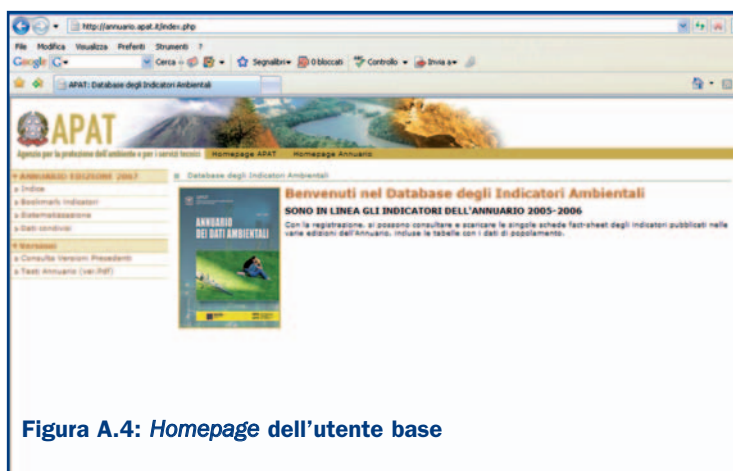 http://annuario.apat.it/index.php
File Modifica Visualizza Preferiti Strumenti ?
Google G Cerca Segnalibri 0 bloccati Controllo Invia a
APAT: Database degli Indicatori Ambientali
APAT
Agenzia per la protezione dell'ambiente e per i servizi tecnici Homepage APAT Homepage Annuario
ANNUARIO EDIZIONE 2007
Indice
Bookmark Indicatori
Sistematizzazione
Dati condivisi
Versioni
Consulta Versioni Precedenti
Testi Annuario (ver.Pdf)
Database degli Indicatori Ambientali
ANNUARIO
DEI DATI AMBIENTALI
Benvenuti nel Database degli Indicatori Ambientali
SONO IN LINEA GLI INDICATORI DELL'ANNUARIO 2005-2006
Con la registrazione, si possono consultare e scaricare le singole schede fact-sheet degli indicatori pubblicati nelle
varie edizioni dell'Annuario, incluse le tabelle con i dati di popolamento.
Figura A.4: Homepage dell'utente base